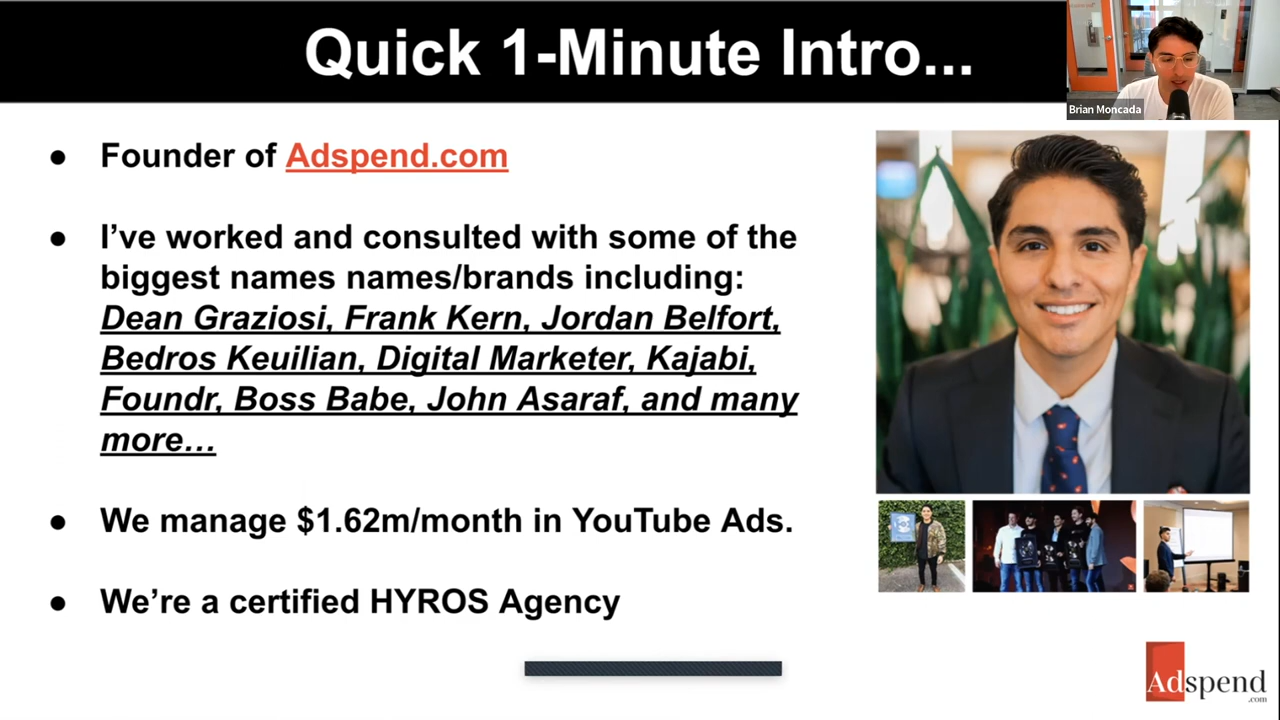 Quick 1-Minute Intro...
Brian Moncada
● Founder of Adspend.com
● I’ve worked and consulted with some of the
biggest names names/brands including:
Dean Graziosi, Frank Kern, Jordan Belfort,
Bedros Keuilian, Digital Marketer, Kajabi,
Foundr, Boss Babe, John Asaraf, and many
more…
● We manage $1.62m/month in YouTube Ads.
● We’re a certified HYROS Agency
Adspend
.com